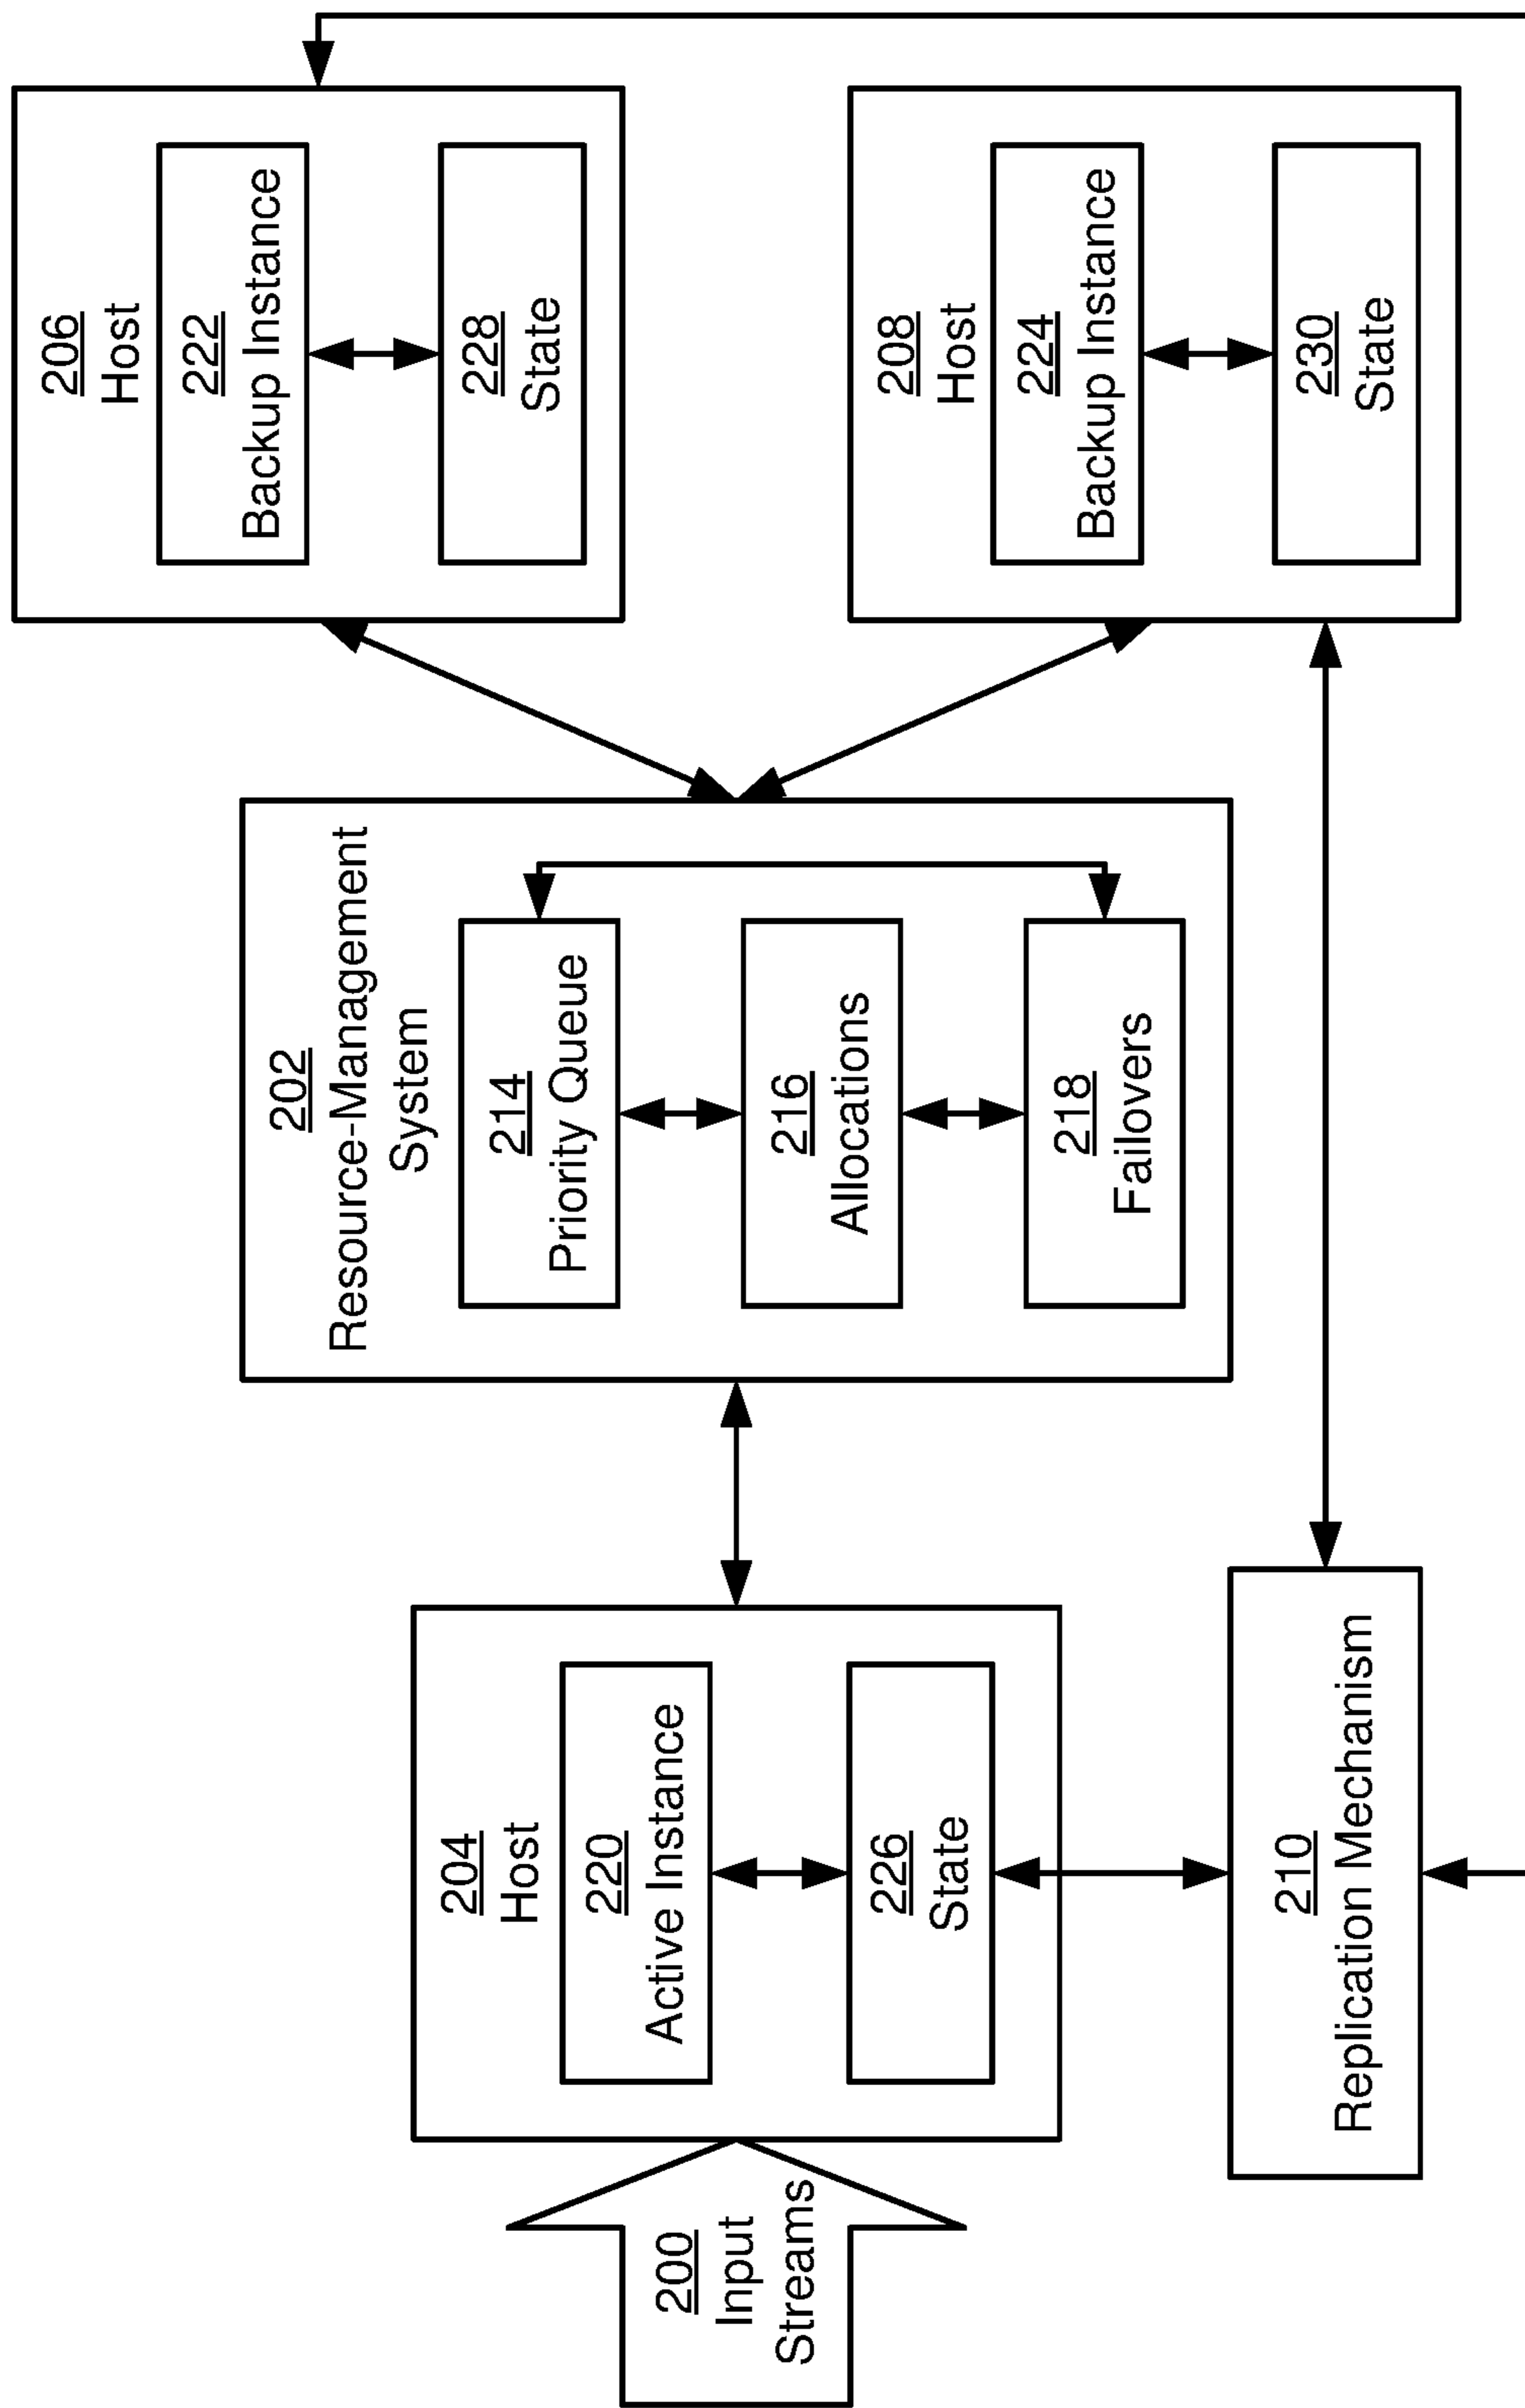 200
Input
Streams
204
Host
220
Active Instance
226
State
210
Replication Mechanism
202
Resource-Management
System
214
Priority Queue
216
Allocations
218
Failovers
206
Host
222
Backup Instance
228
State
208
Host
224
Backup Instance
230
State